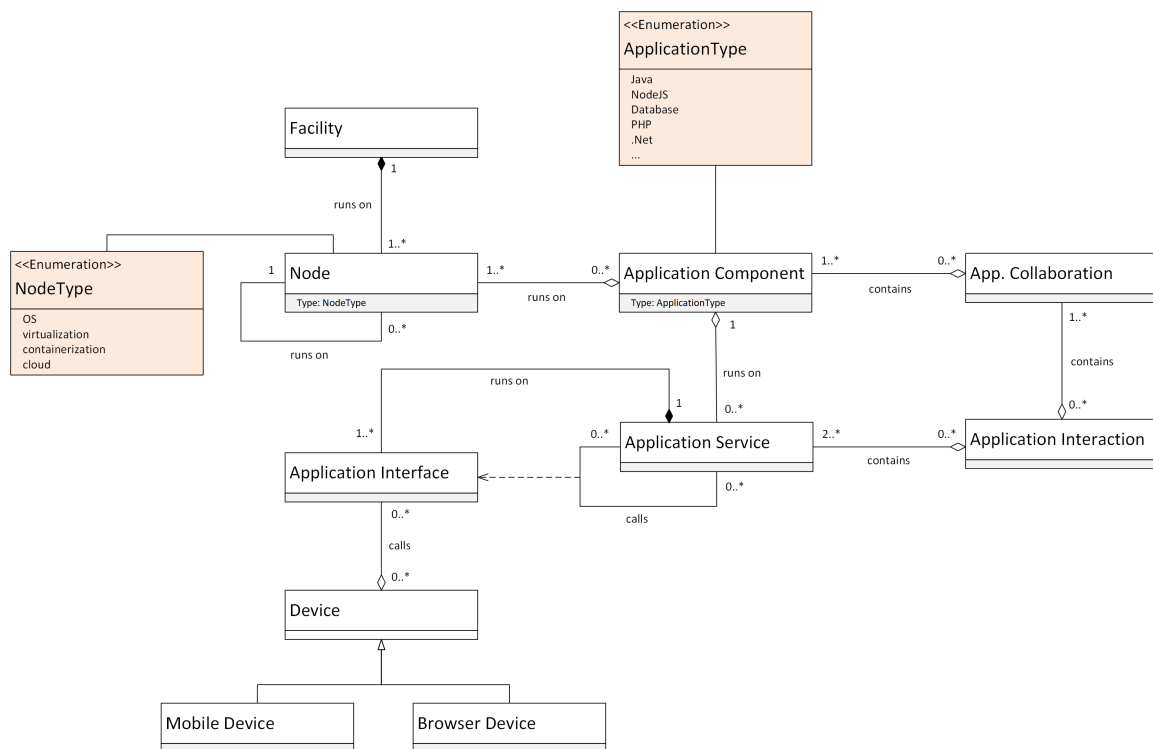 <<Enumeration>>
ApplicationType
Java
NodeJS
Database
PHP
.Net
...
Facility
1
runs on
1..*
<<Enumeration>>
NodeType
OS
virtualization
containerization
cloud
1
Node
Type: NodeType
0..*
runs on
1..*
0..*
runs on
Application Component
Type: ApplicationType
1..*
0..*
contains
App. Collaboration
1
runs on
0..*
1..*
contains
0..*
runs on
1
1..*
0..*
Application Service
2..*
0..*
contains
Application Interaction
0..*
calls
Application Interface
0..*
calls
0..*
Device
Mobile Device
Browser Device